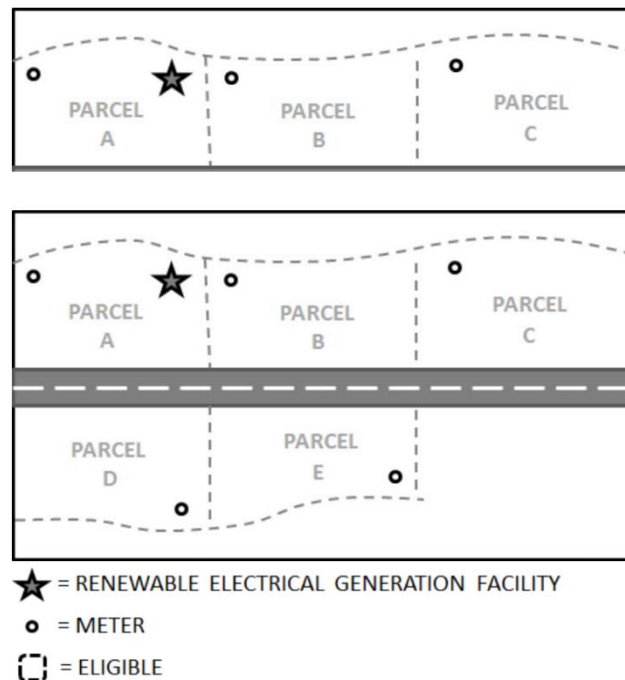 PARCEL
A
PARCEL
B
PARCEL
C
PARCEL
A
PARCEL
B
PARCEL
C
PARCEL
D
PARCEL
E
= RENEWABLE ELECTRICAL GENERATION FACILITY
= METER
= ELIGIBLE